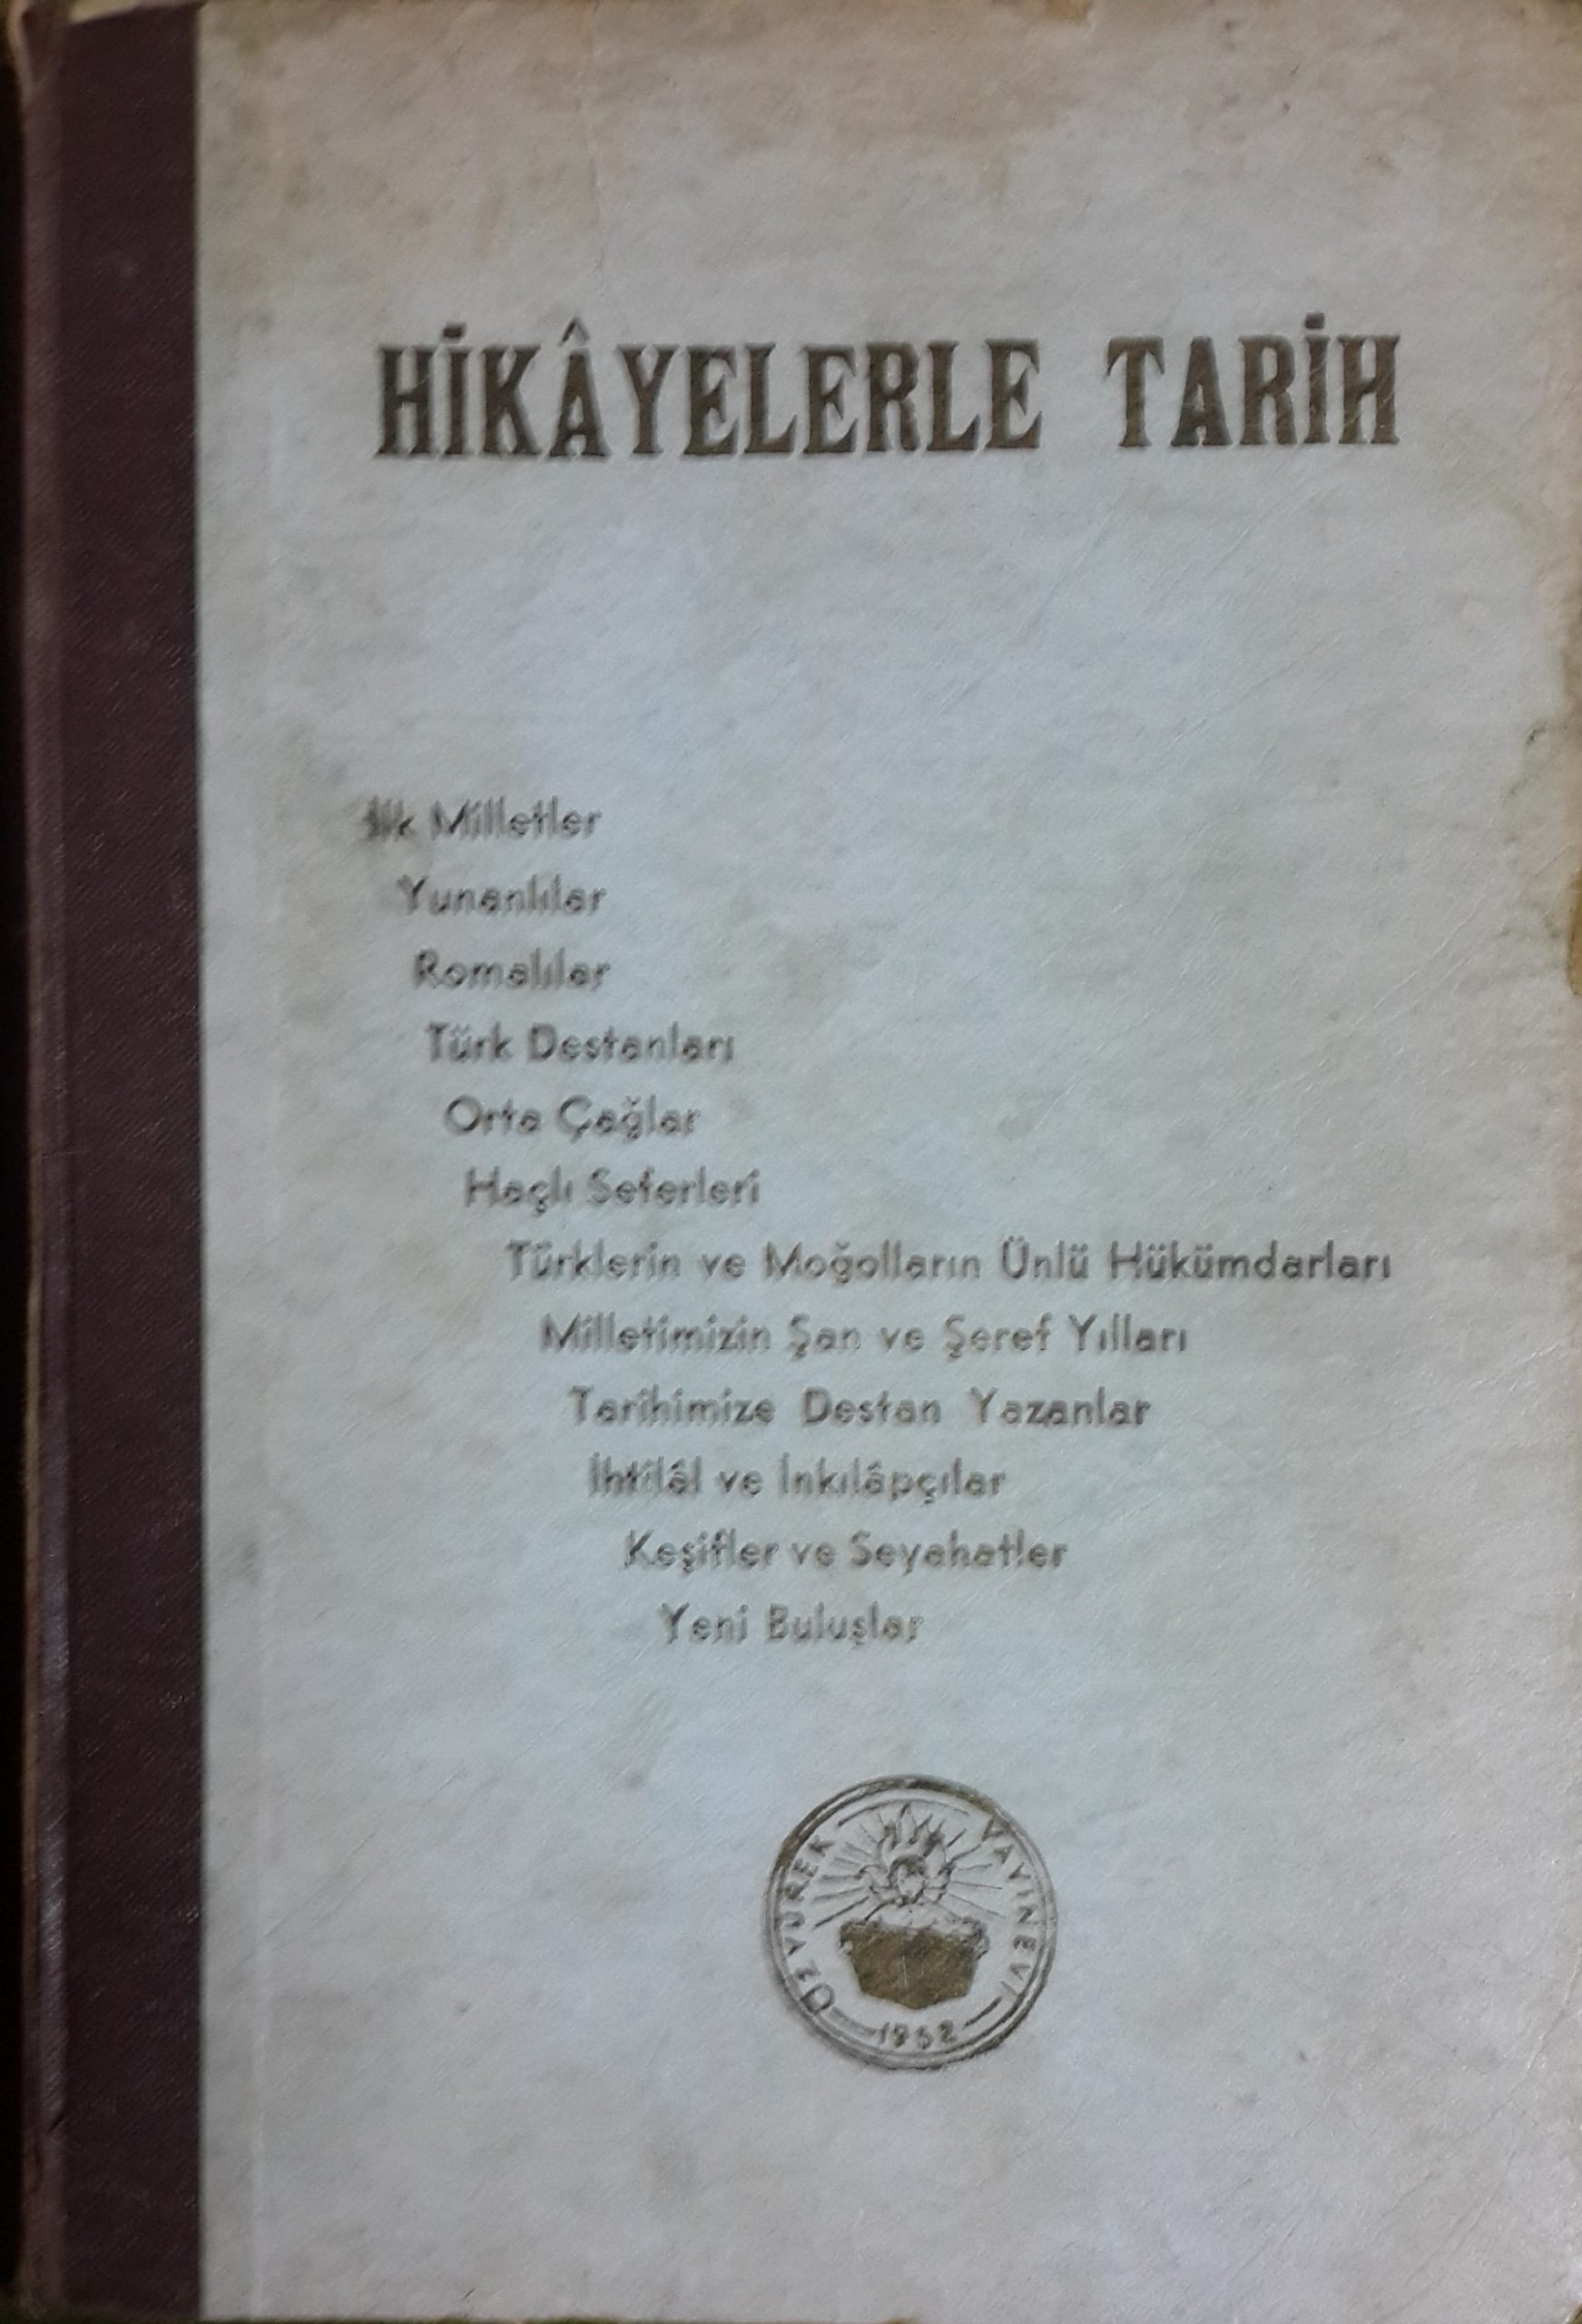 HİKÂYELERLE TARİH
İlk Milletler
Yunanlılar
Romalılar
Türk Destanları
Orta Çağlar
Haçlı Seferleri
Türklerin ve Moğolların Ünlü Hükümdarları
Milletimizin Şan ve Şeref Yılları
Tarihimize Destan Yazanlar
İhtilâl ve İnkılâpçılar
Keşifler ve Seyahatler
Yeni Buluşlar
ÖZYÜREK YAYINEVİ
1952